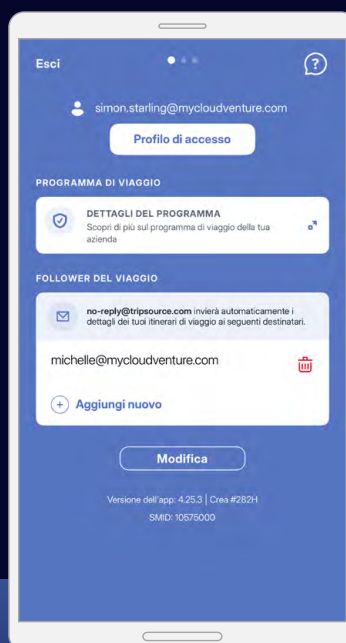 Esci
?
simon.starling@mycloudventure.com
Profilo di accesso
PROGRAMMA DI VIAGGIO
DETTAGLI DEL PROGRAMMA
Scopri di più sul programma di viaggio della tua
azienda
FOLLOWER DEL VIAGGIO
no-reply@tripsource.com invierà automaticamente i
dettagli dei tuoi itinerari di viaggio ai seguenti destinatari.
michelle@mycloudventure.com
Aggiungi nuovo
Modifica
Versione dell'app: 4.25.3 | Crea #282H
SMID: 10575000